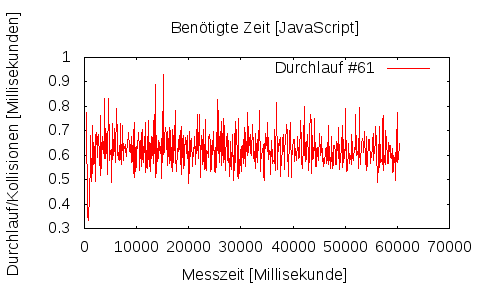 Benötigte Zeit [JavaScript]
Durchlauf/Kollisionen [Millisekunden]
Durchlauf #61
1
0.9
0.8
0.7
0.6
0.5
0.4
0.3
0 10000 20000 30000 40000 50000 60000 70000
Messzeit [Millisekunde]